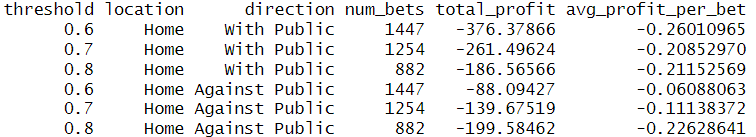 threshold location direction num_bets total_profit avg_profit_per_bet
0.6 Home With Public 1447 -376.37866 -0.26010965
0.7 Home With Public 1254 -261.49624 -0.20852970
0.8 Home With Public 882 -186.56566 -0.21152569
0.6 Home Against Public 1447 -88.09427 -0.06088063
0.7 Home Against Public 1254 -139.67519 -0.11138372
0.8 Home Against Public 882 -199.58462 -0.22628641